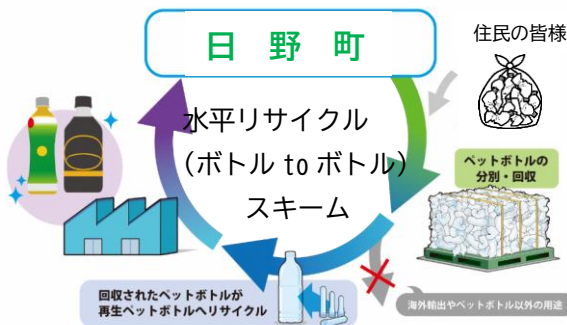 日野町
住民の皆様
水平リサイクル
（ボトル to ボトル）
スキーム
ペットボトルの
分別・回収
回収されたペットボトルが
再生ペットボトルへリサイクル
海外輸出やペットボトル以外の用途